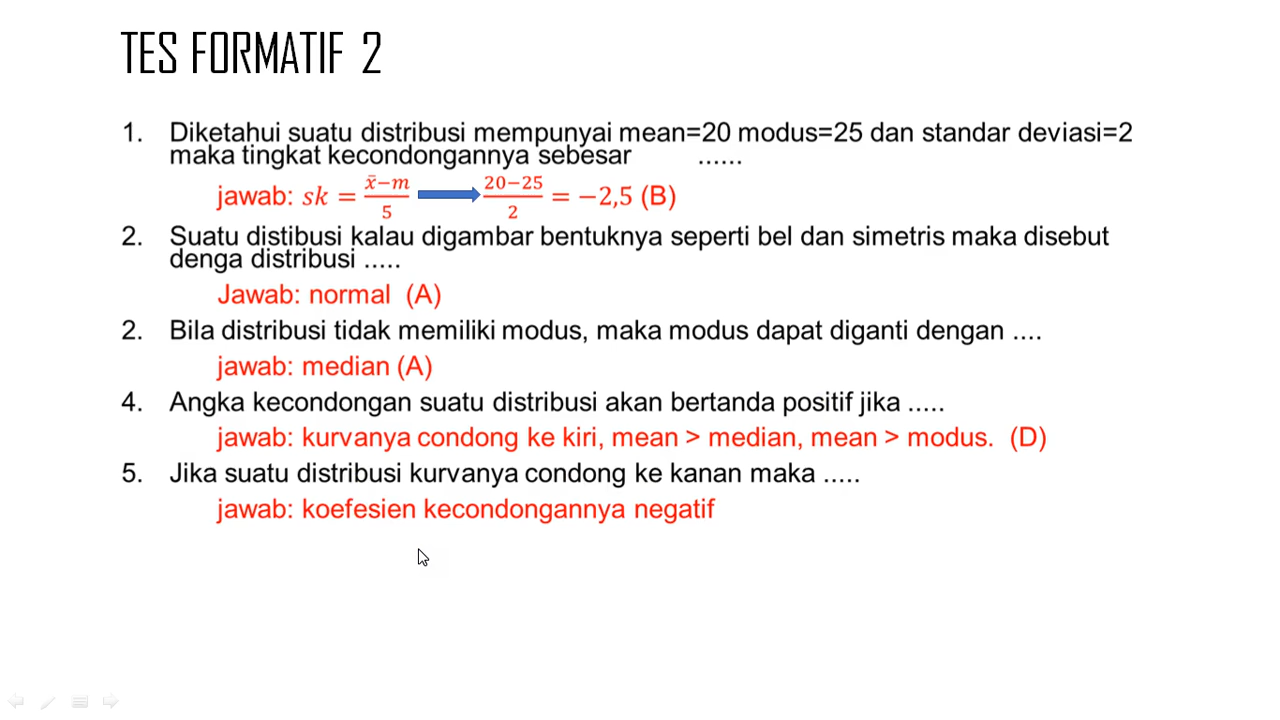 TES FORMATIF 2
1. Diketahui suatu distribusi mempunyai mean=20 modus=25 dan standar deviasi=2
maka tingkat kecondongannya sebesar ......
jawab: sk = (x̄−m)/5 → (20−25)/2 = −2,5 (B)
2. Suatu distibusi kalau digambar bentuknya seperti bel dan simetris maka disebut
denga distribusi .....
Jawab: normal (A)
2. Bila distribusi tidak memiliki modus, maka modus dapat diganti dengan ....
jawab: median (A)
4. Angka kecondongan suatu distribusi akan bertanda positif jika .....
jawab: kurvanya condong ke kiri, mean > median, mean > modus. (D)
5. Jika suatu distribusi kurvanya condong ke kanan maka .....
jawab: koefesien kecondongannya negatif